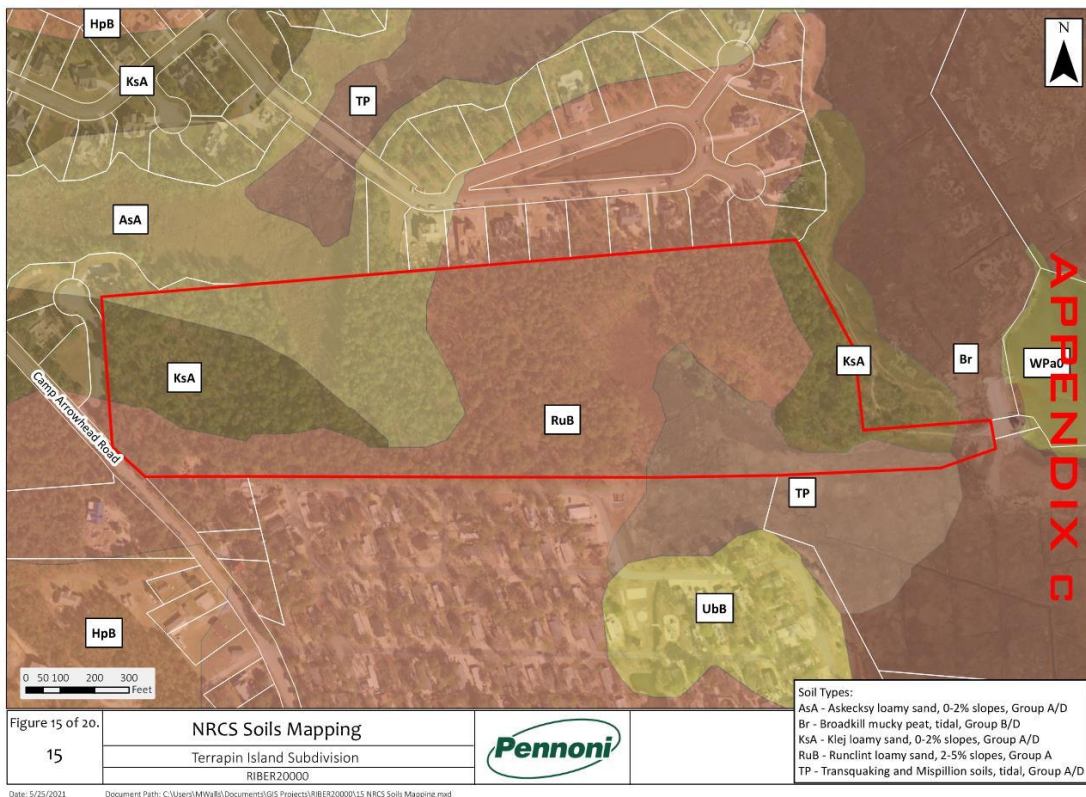 HpB
KsA
TP
N
AsA
KsA
Camp Arrowhead Road
RuB
KsA
Br
WPa0
APPENDIX C
TP
UbB
HpB
0 50 100 200 300
Feet
Soil Types:
AsA - Askecksy loamy sand, 0-2% slopes, Group A/D
Br - Broadkill mucky peat, tidal, Group B/D
KsA - Klej loamy sand, 0-2% slopes, Group A/D
RuB - Runclint loamy sand, 2-5% slopes, Group A
TP - Transquaking and Mispillion soils, tidal, Group A/D
Figure 15 of 20.
15
NRCS Soils Mapping
Terrapin Island Subdivision
RIBER20000
Pennoni
Date: 5/25/2021 Document Path: C:\Users\MWalls\Documents\GIS Projects\RIBER20000\15 NRCS Soils Mapping.mxd